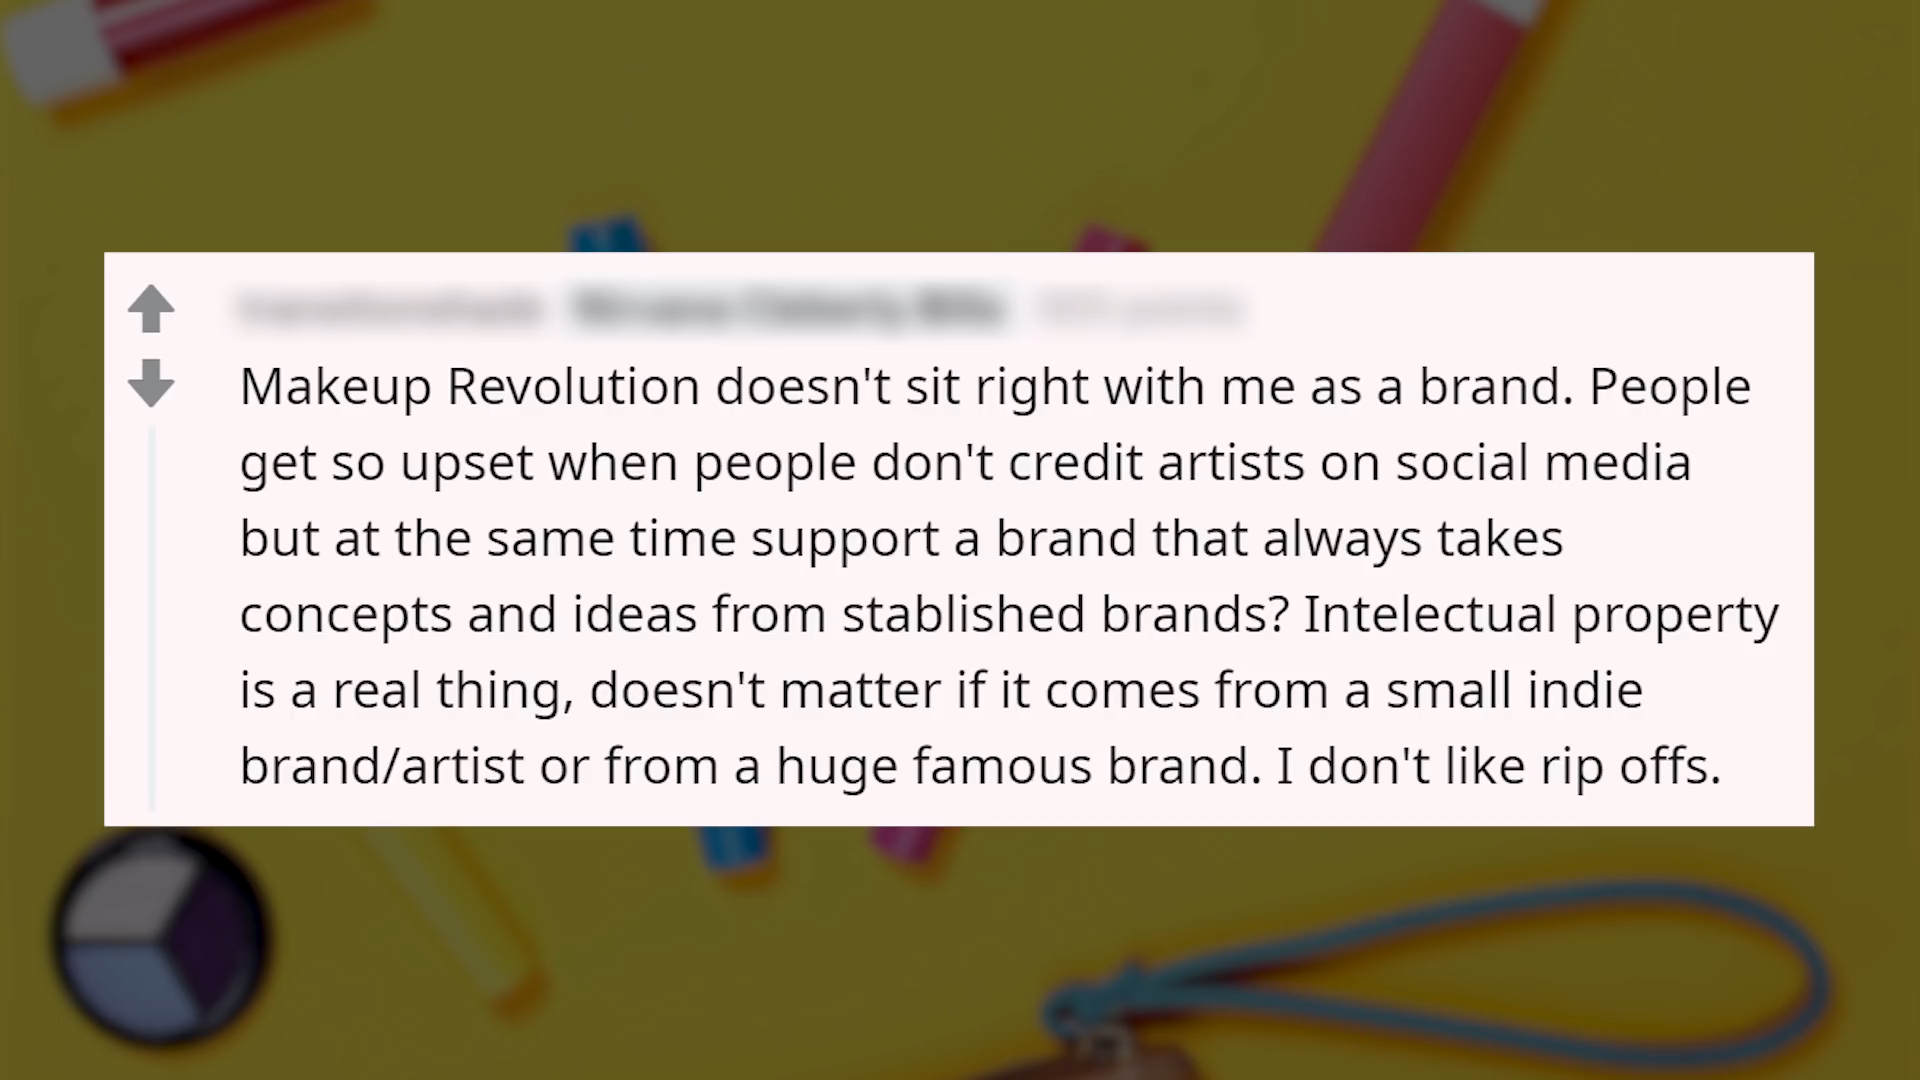 Makeup Revolution doesn't sit right with me as a brand. People
get so upset when people don't credit artists on social media
but at the same time support a brand that always takes
concepts and ideas from stablished brands? Intelectual property
is a real thing, doesn't matter if it comes from a small indie
brand/artist or from a huge famous brand. I don't like rip offs.